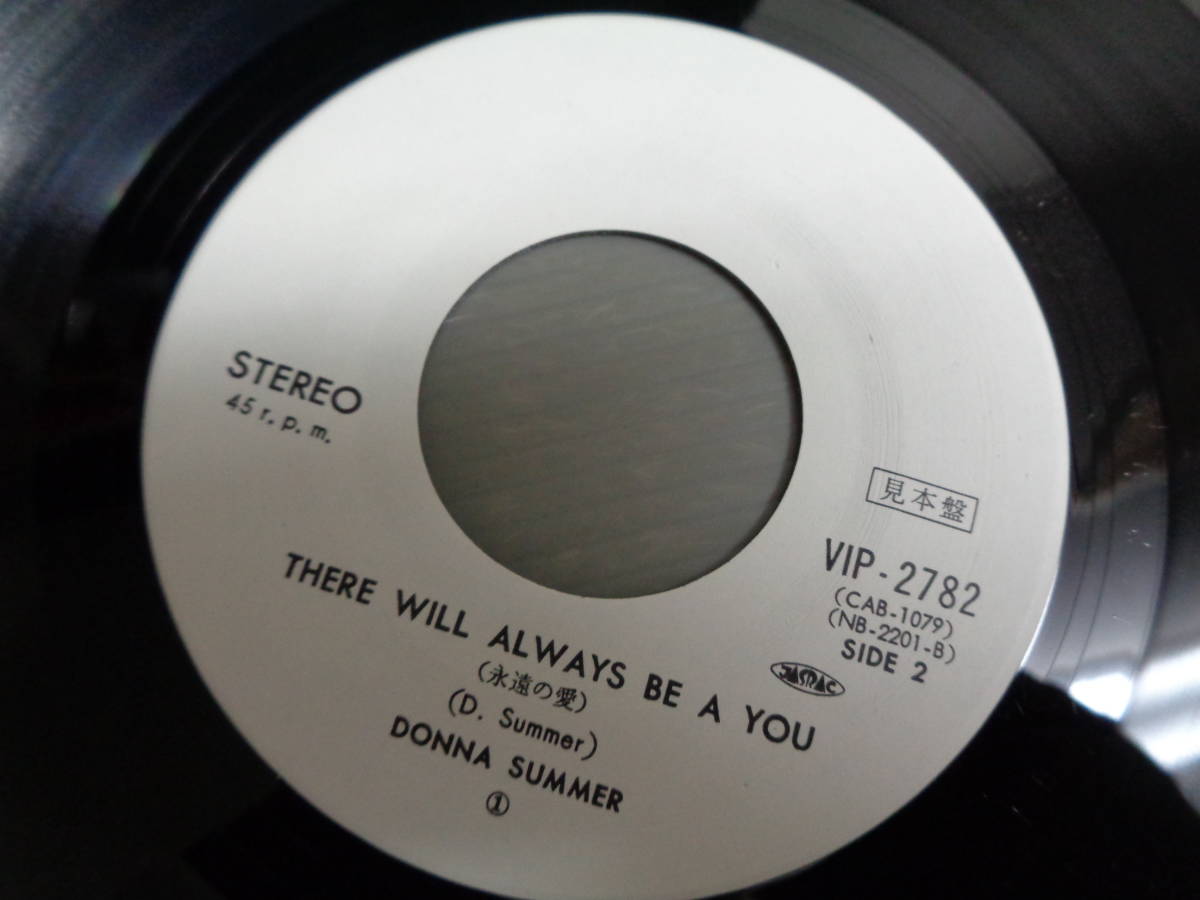 STEREO
45 r.p.m.
見本盤
VIP-2782
(CAB-1079)
(NB-2201-B)
SIDE 2
JASRAC
THERE WILL ALWAYS BE A YOU
(永遠の愛)
(D. Summer)
DONNA SUMMER
①